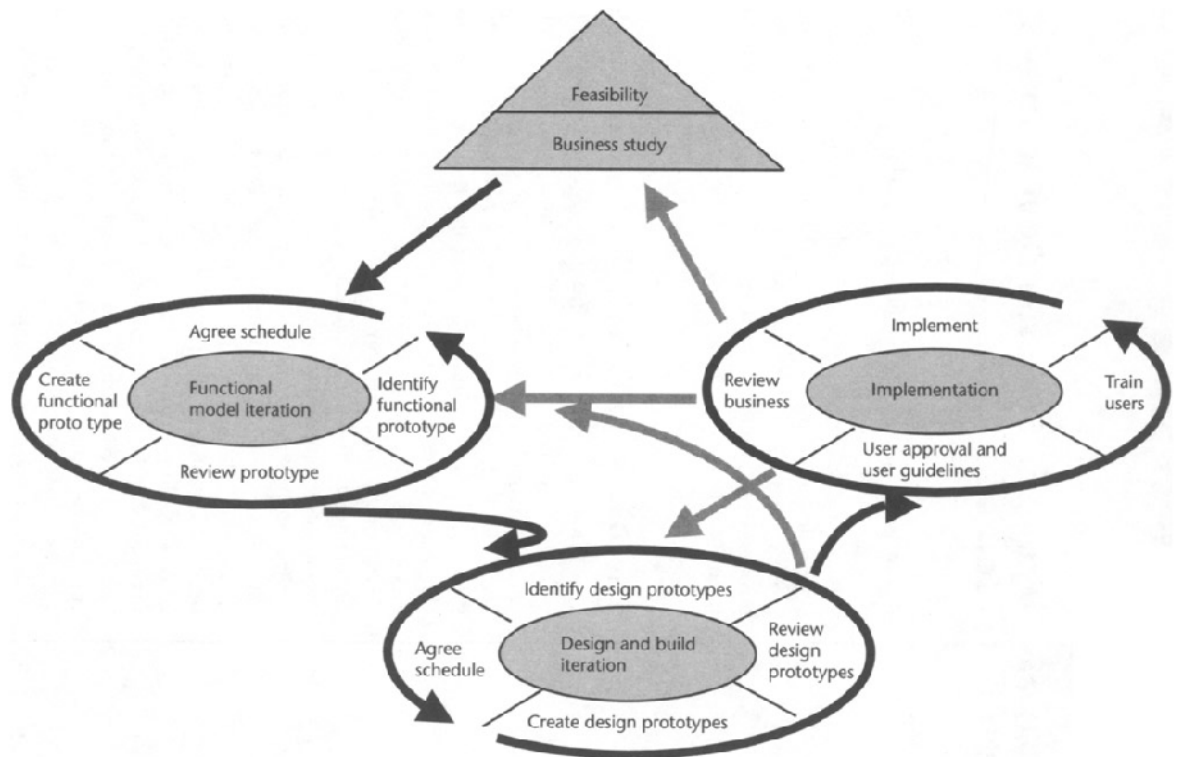 Feasibility
Business study
Agree schedule
Create
functional
proto type
Functional
model iteration
Identify
functional
prototype
Review prototype
Implement
Review
business
Implementation
Train
users
User approval and
user guidelines
Identify design prototypes
Agree
schedule
Design and build
iteration
Review
design
prototypes
Create design prototypes